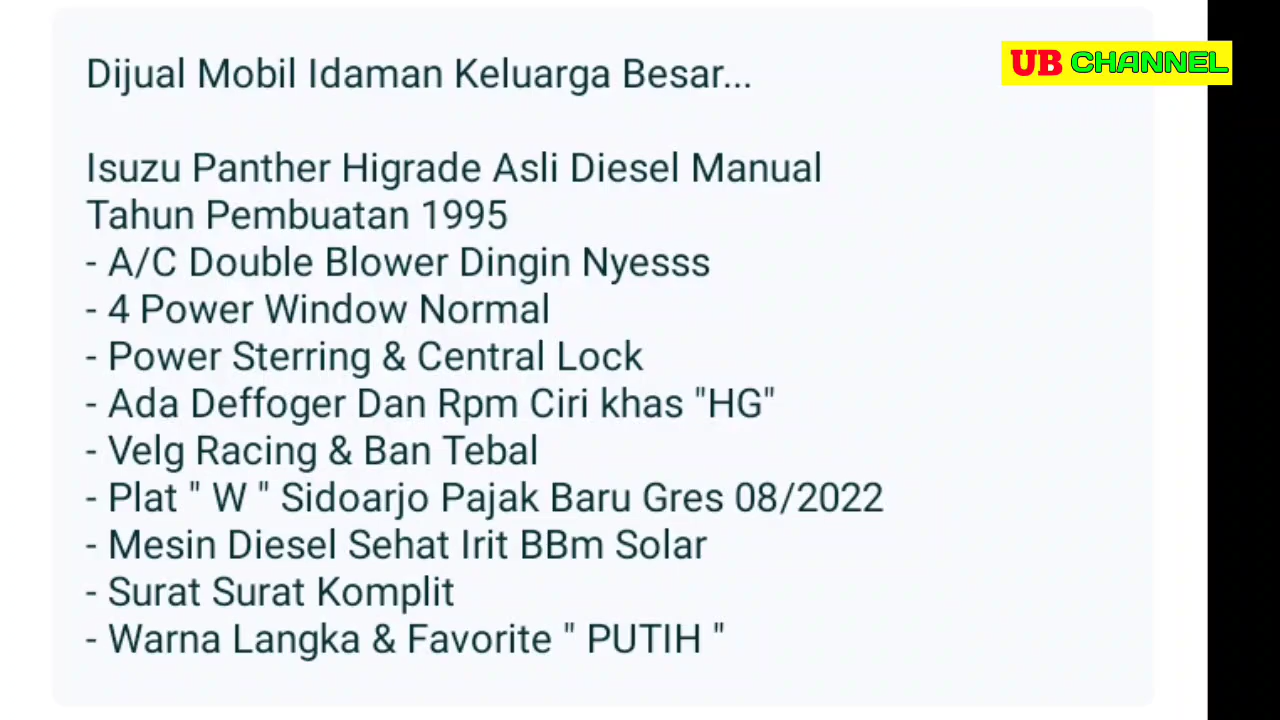 Dijual Mobil Idaman Keluarga Besar...
UB CHANNEL
Isuzu Panther Higrade Asli Diesel Manual
Tahun Pembuatan 1995
- A/C Double Blower Dingin Nyesss
- 4 Power Window Normal
- Power Sterring & Central Lock
- Ada Deffoger Dan Rpm Ciri khas "HG"
- Velg Racing & Ban Tebal
- Plat " W " Sidoarjo Pajak Baru Gres 08/2022
- Mesin Diesel Sehat Irit BBm Solar
- Surat Surat Komplit
- Warna Langka & Favorite " PUTIH "